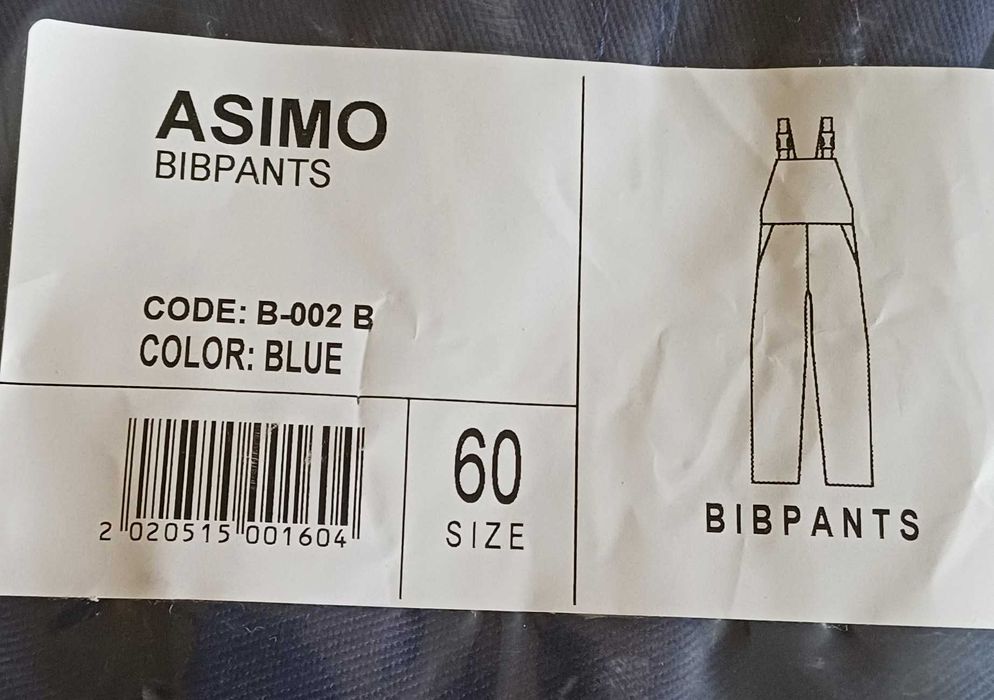 ASIMO
BIBPANTS
CODE: B-002 B
COLOR: BLUE
2 020515 001604
60
SIZE
BIBPANTS